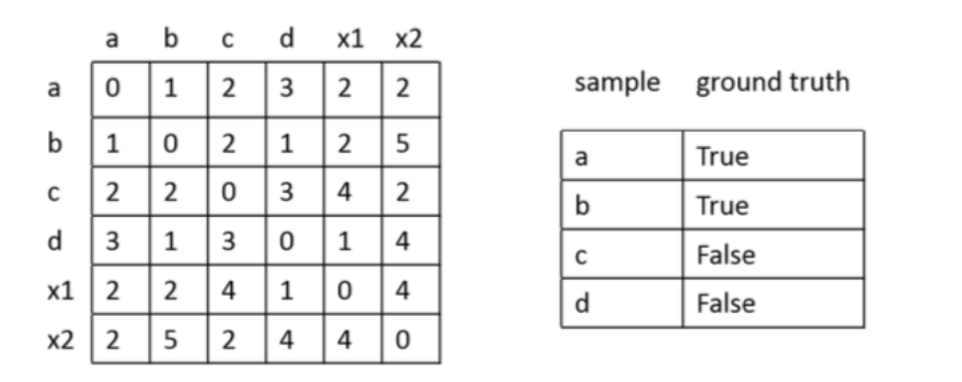 a b c d x1 x2
a 0 1 2 3 2 2
b 1 0 2 1 2 5
c 2 2 0 3 4 2
d 3 1 3 0 1 4
x1 2 2 4 1 0 4
x2 2 5 2 4 4 0
sample ground truth
a True
b True
c False
d False